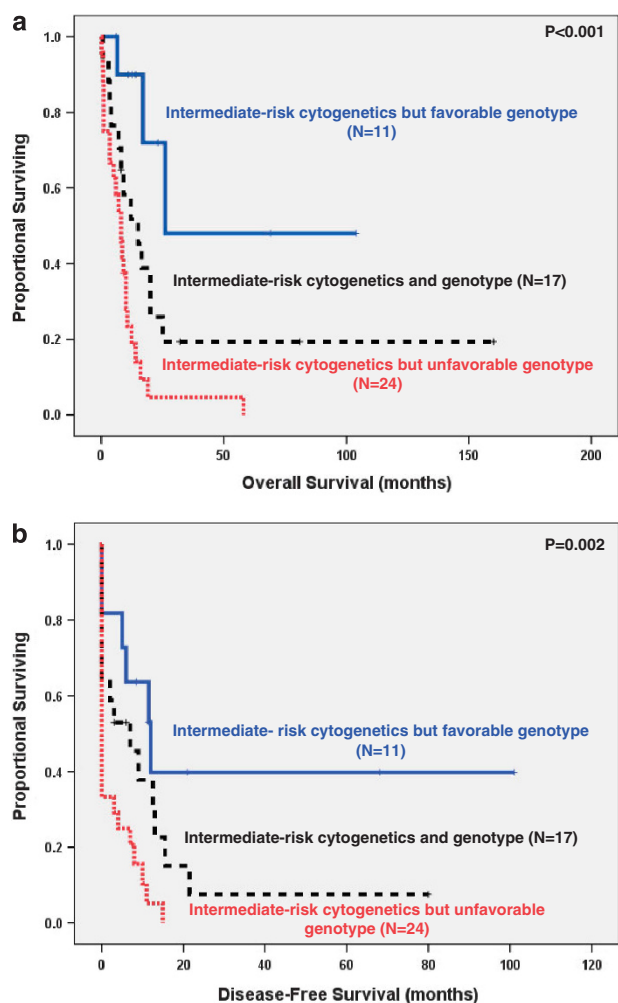 a
P<0.001
1.0
0.8
0.6
0.4
0.2
0.0
Proportional Surviving
Intermediate-risk cytogenetics but favorable genotype
(N=11)
Intermediate-risk cytogenetics and genotype (N=17)
Intermediate-risk cytogenetics but unfavorable genotype
(N=24)
0 50 100 150 200
Overall Survival (months)
b
P=0.002
1.0
0.8
0.6
0.4
0.2
0.0
Proportional Surviving
Intermediate- risk cytogenetics but favorable genotype
(N=11)
Intermediate-risk cytogenetics and genotype (N=17)
Intermediate-risk cytogenetics but unfavorable
genotype (N=24)
0 20 40 60 80 100 120
Disease-Free Survival (months)